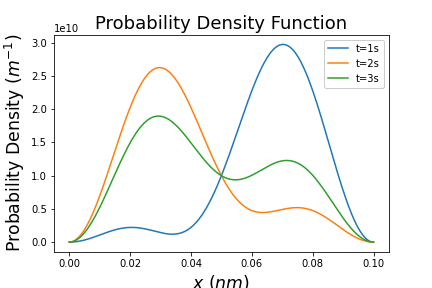 Probability Density Function
1e10
Probability Density (m⁻¹)
3.0
2.5
2.0
1.5
1.0
0.5
0.0
t=1s
t=2s
t=3s
0.00 0.02 0.04 0.06 0.08 0.10
x (nm)